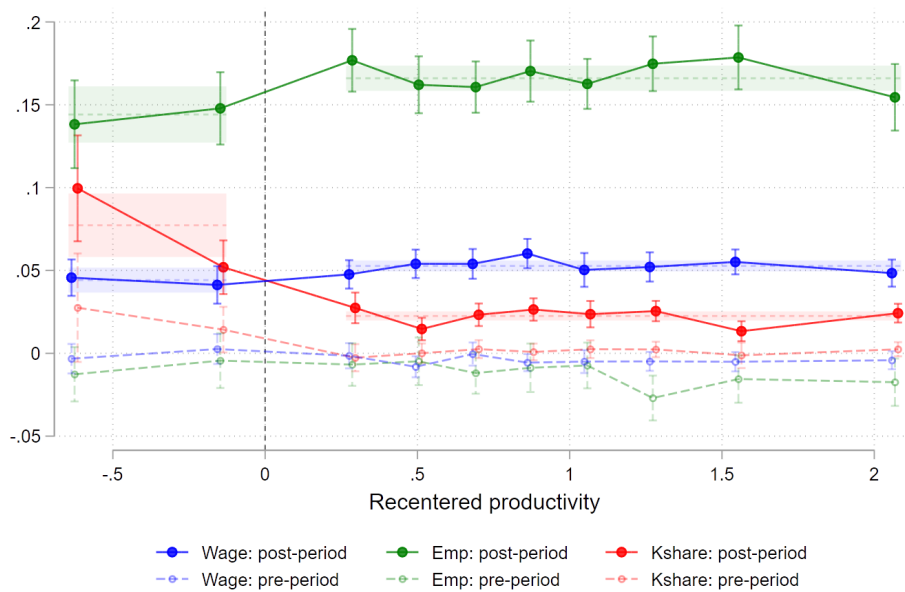 .2
.15
.1
.05
0
-.05
-.5 0 .5 1 1.5 2
Recentered productivity
Wage: post-period Emp: post-period Kshare: post-period
Wage: pre-period Emp: pre-period Kshare: pre-period